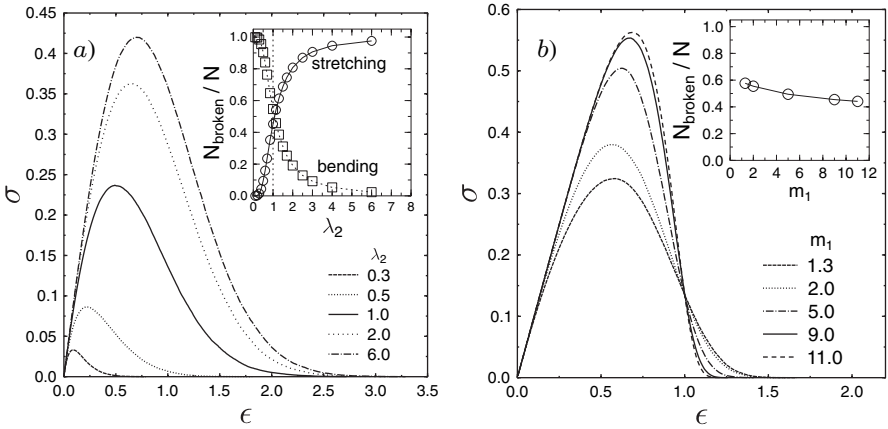 a)
σ
0.45
0.40
0.35
0.30
0.25
0.20
0.15
0.10
0.05
0.00
0.0 0.5 1.0 1.5 2.0 2.5 3.0 3.5
ϵ
N_broken / N
1.0
0.8
0.6
0.4
0.2
0.0
0 1 2 3 4 5 6 7 8
λ₂
stretching
bending
λ₂
0.3
0.5
1.0
2.0
6.0
b)
σ
0.6
0.5
0.4
0.3
0.2
0.1
0.0
0.0 0.5 1.0 1.5 2.0
ϵ
N_broken / N
1.0
0.8
0.6
0.4
0.2
0.0
0 2 4 6 8 10 12
m₁
m₁
1.3
2.0
5.0
9.0
11.0